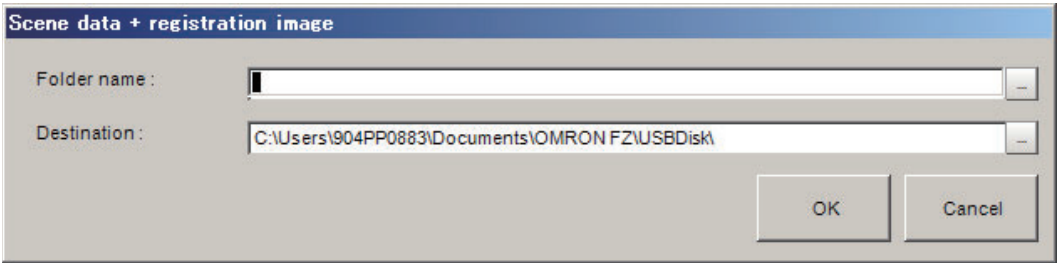 Scene data + registration image
Folder name :
...
Destination : C:\Users\904PP0883\Documents\OMRON FZ\USBDisk\
...
OK Cancel